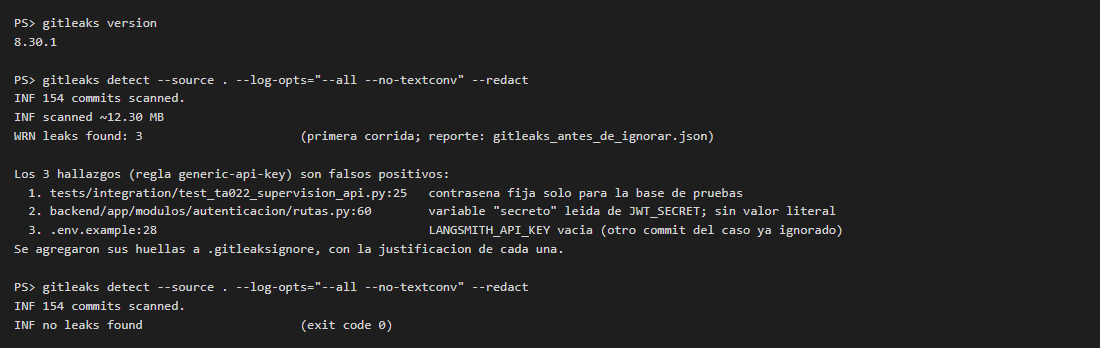 PS> gitleaks version
8.30.1
PS> gitleaks detect --source . --log-opts="--all --no-textconv" --redact
INF 154 commits scanned.
INF scanned ~12.30 MB
WRN leaks found: 3 (primera corrida; reporte: gitleaks_antes_de_ignorar.json)
Los 3 hallazgos (regla generic-api-key) son falsos positivos:
1. tests/integration/test_ta022_supervision_api.py:25 contrasena fija solo para la base de pruebas
2. backend/app/modulos/autenticacion/rutas.py:60 variable "secreto" leida de JWT_SECRET; sin valor literal
3. .env.example:28 LANGSMITH_API_KEY vacia (otro commit del caso ya ignorado)
Se agregaron sus huellas a .gitleaksignore, con la justificacion de cada una.
PS> gitleaks detect --source . --log-opts="--all --no-textconv" --redact
INF 154 commits scanned.
INF no leaks found (exit code 0)